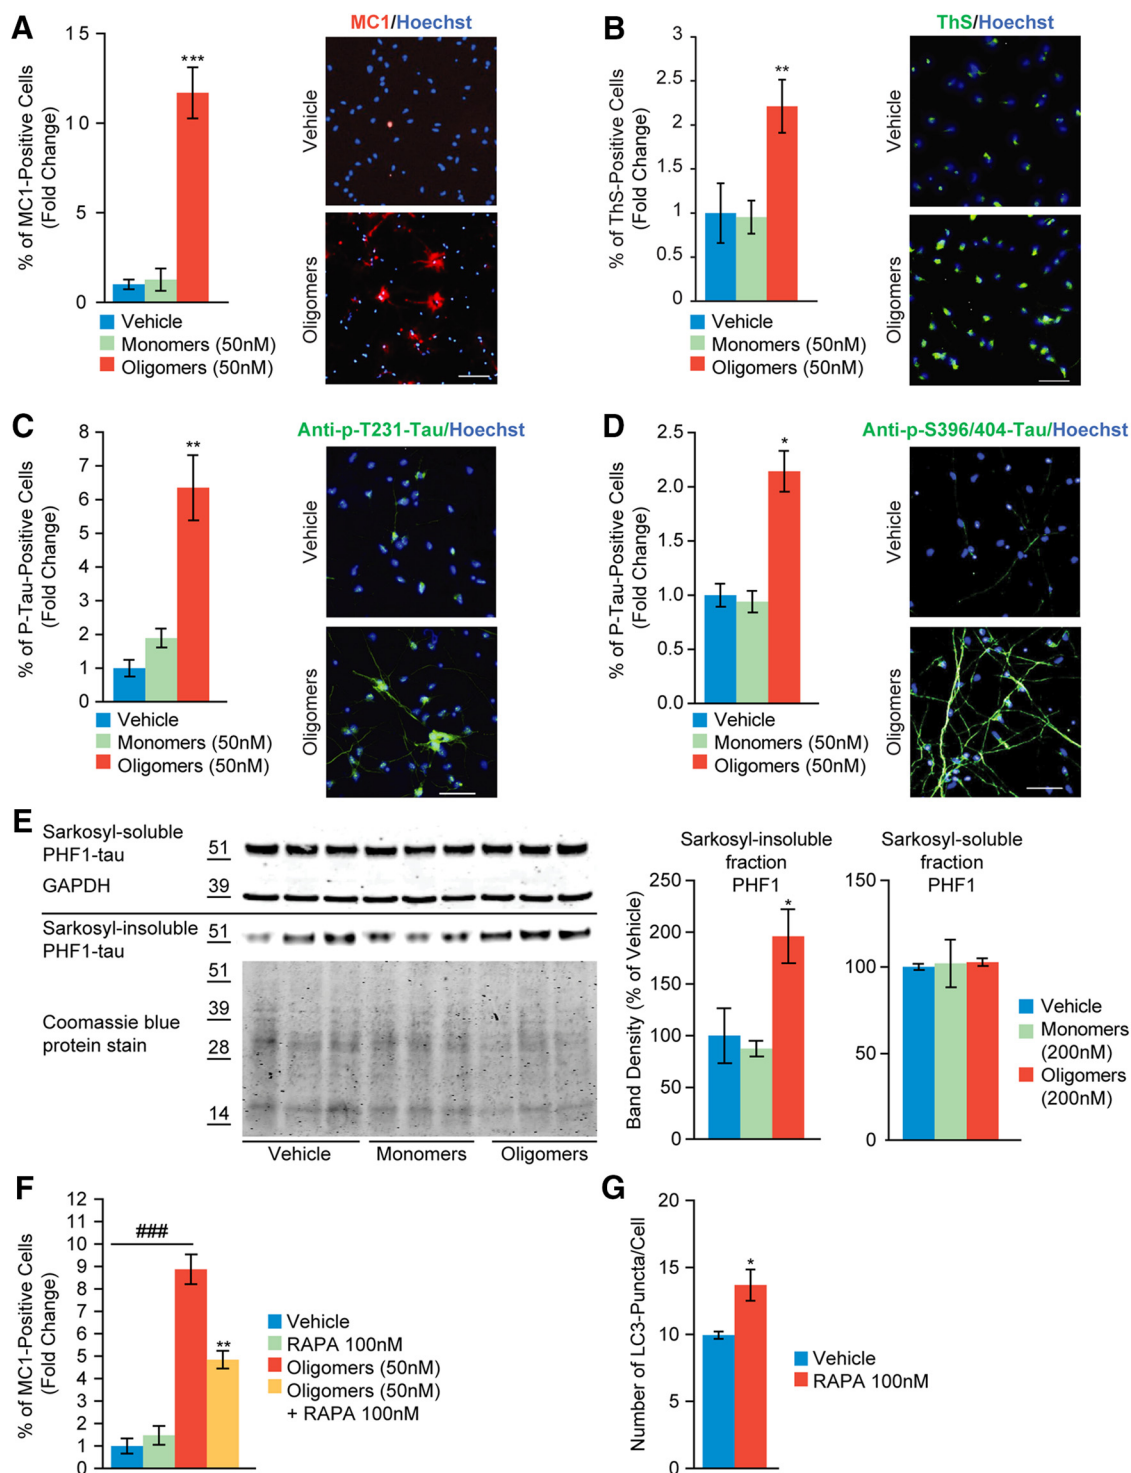 A
% of MC1-Positive Cells
(Fold Change)
15
10
5
0
***
Vehicle
Monomers (50nM)
Oligomers (50nM)
MC1/Hoechst
Vehicle
Oligomers
B
% of ThS-Positive Cells
(Fold Change)
3
2.5
2
1.5
1
0.5
0
**
Vehicle
Monomers (50nM)
Oligomers (50nM)
ThS/Hoechst
Vehicle
Oligomers
C
% of P-Tau-Positive Cells
(Fold Change)
8
7
6
5
4
3
2
1
0
**
Vehicle
Monomers (50nM)
Oligomers (50nM)
Anti-p-T231-Tau/Hoechst
Vehicle
Oligomers
D
% of P-Tau-Positive Cells
(Fold Change)
2.5
2.0
1.5
1.0
0.5
0.0
*
Vehicle
Monomers (50nM)
Oligomers (50nM)
Anti-p-S396/404-Tau/Hoechst
Vehicle
Oligomers
E
Sarkosyl-soluble
PHF1-tau
51
GAPDH
39
Sarkosyl-insoluble
PHF1-tau
51
51
39
Coomassie blue
protein stain
28
14
Vehicle
Monomers
Oligomers
Sarkosyl-insoluble
fraction
PHF1
Band Density (% of Vehicle)
250
200
150
100
50
0
*
Sarkosyl-soluble
fraction
PHF1
150
100
50
0
Vehicle
Monomers
(200nM)
Oligomers
(200nM)
F
% of MC1-Positive Cells
(Fold Change)
12
11
10
9
8
7
6
5
4
3
2
1
0
###
**
Vehicle
RAPA 100nM
Oligomers (50nM)
Oligomers (50nM)
+ RAPA 100nM
G
Number of LC3-Puncta/Cell
20
15
10
5
0
*
Vehicle
RAPA 100nM